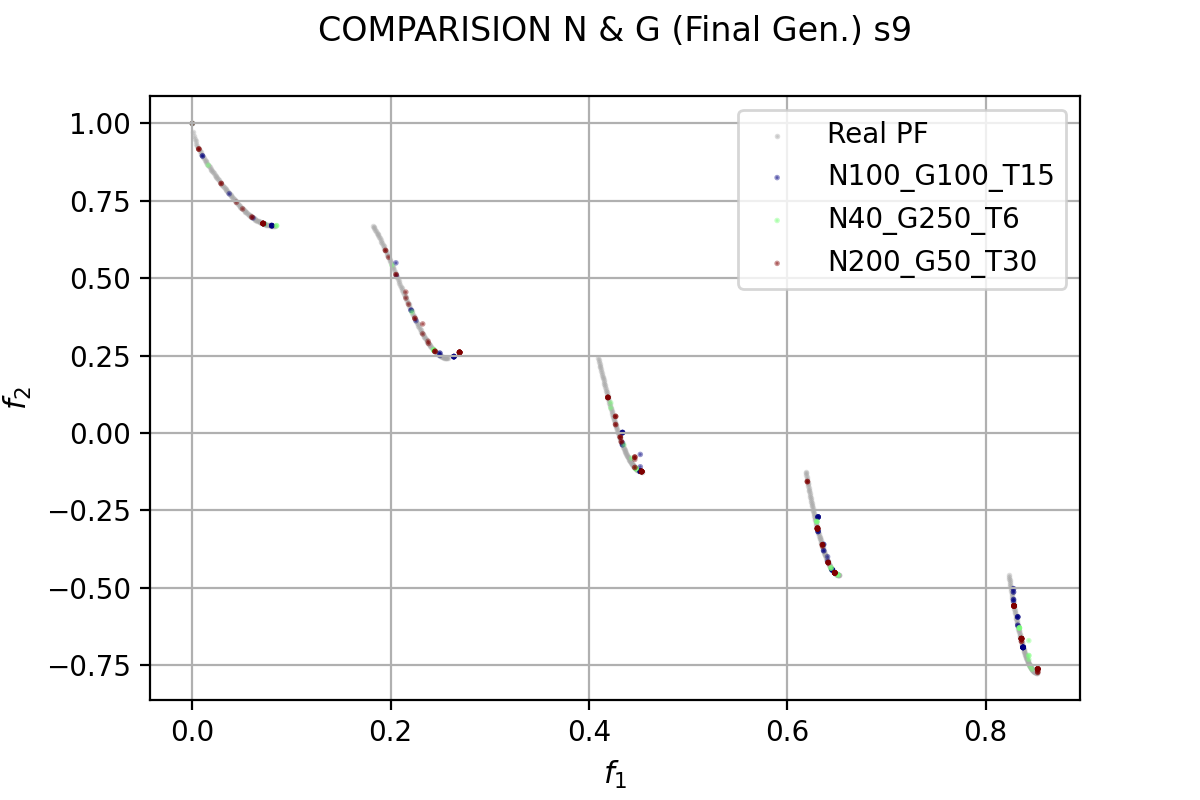 COMPARISION N & G (Final Gen.) s9
1.00
0.75
0.50
0.25
0.00
−0.25
−0.50
−0.75
f2
Real PF
N100_G100_T15
N40_G250_T6
N200_G50_T30
0.0 0.2 0.4 0.6 0.8
f1